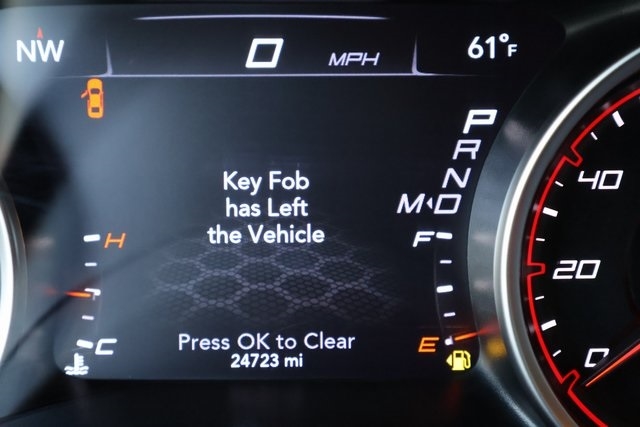 NW 0 MPH 61°F
P
R
N
M◄D
Key Fob
has Left
the Vehicle
H
F
C
E
Press OK to Clear
24723 mi
40
20
0